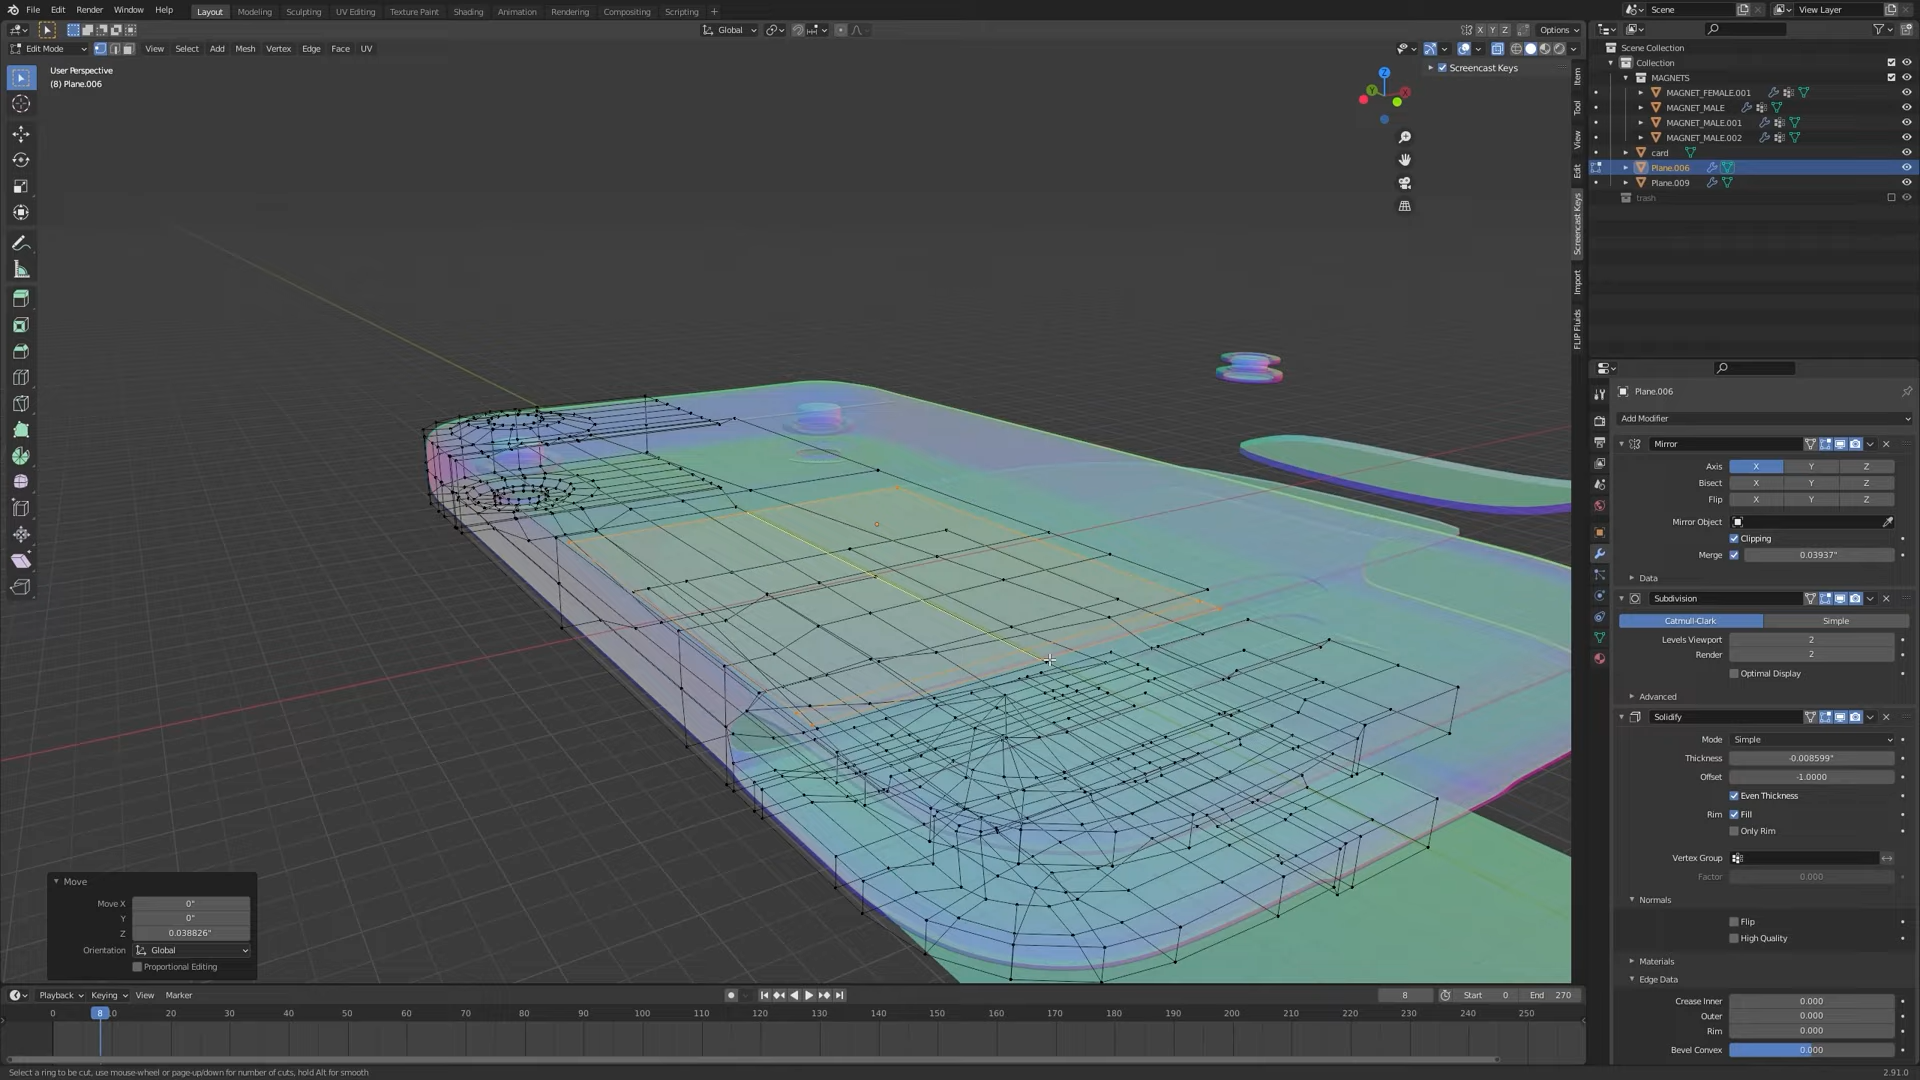 File Edit Render Window Help Layout Modeling Sculpting UV Editing Texture Paint Shading Animation Rendering Compositing Scripting + Scene View Layer
Global X Y Z Options
Edit Mode View Select Add Mesh Vertex Edge Face UV
User Perspective
(8) Plane.006
Screencast Keys
Z
Y
X
Item
Tool
View
Edit
Screencast Keys
Import
FLIP Fluids
Scene Collection
Collection
MAGNETS
MAGNET_FEMALE.001
MAGNET_MALE
MAGNET_MALE.001
MAGNET_MALE.002
card
Plane.006
Plane.009
trash
Plane.006
Add Modifier
Mirror
Axis X Y Z
Bisect X Y Z
Flip X Y Z
Mirror Object
Clipping
Merge 0.03937"
Data
Subdivision
Catmull-Clark Simple
Levels Viewport 2
Render 2
Optimal Display
Advanced
Solidify
Mode Simple
Thickness -0.008599"
Offset -1.0000
Even Thickness
Rim Fill
Only Rim
Vertex Group
Factor 0.000
Normals
Flip
High Quality
Materials
Edge Data
Crease Inner 0.000
Outer 0.000
Rim 0.000
Bevel Convex 0.000
Move
Move X 0"
Y 0"
Z 0.038826"
Orientation Global
Proportional Editing
Playback Keying View Marker 8 Start 0 End 270
0 8 10 20 30 40 50 60 70 80 90 100 110 120 130 140 150 160 170 180 190 200 210 220 230 240 250
Select a ring to be cut, use mouse-wheel or page-up/down for number of cuts, hold Alt for smooth 2.91.0